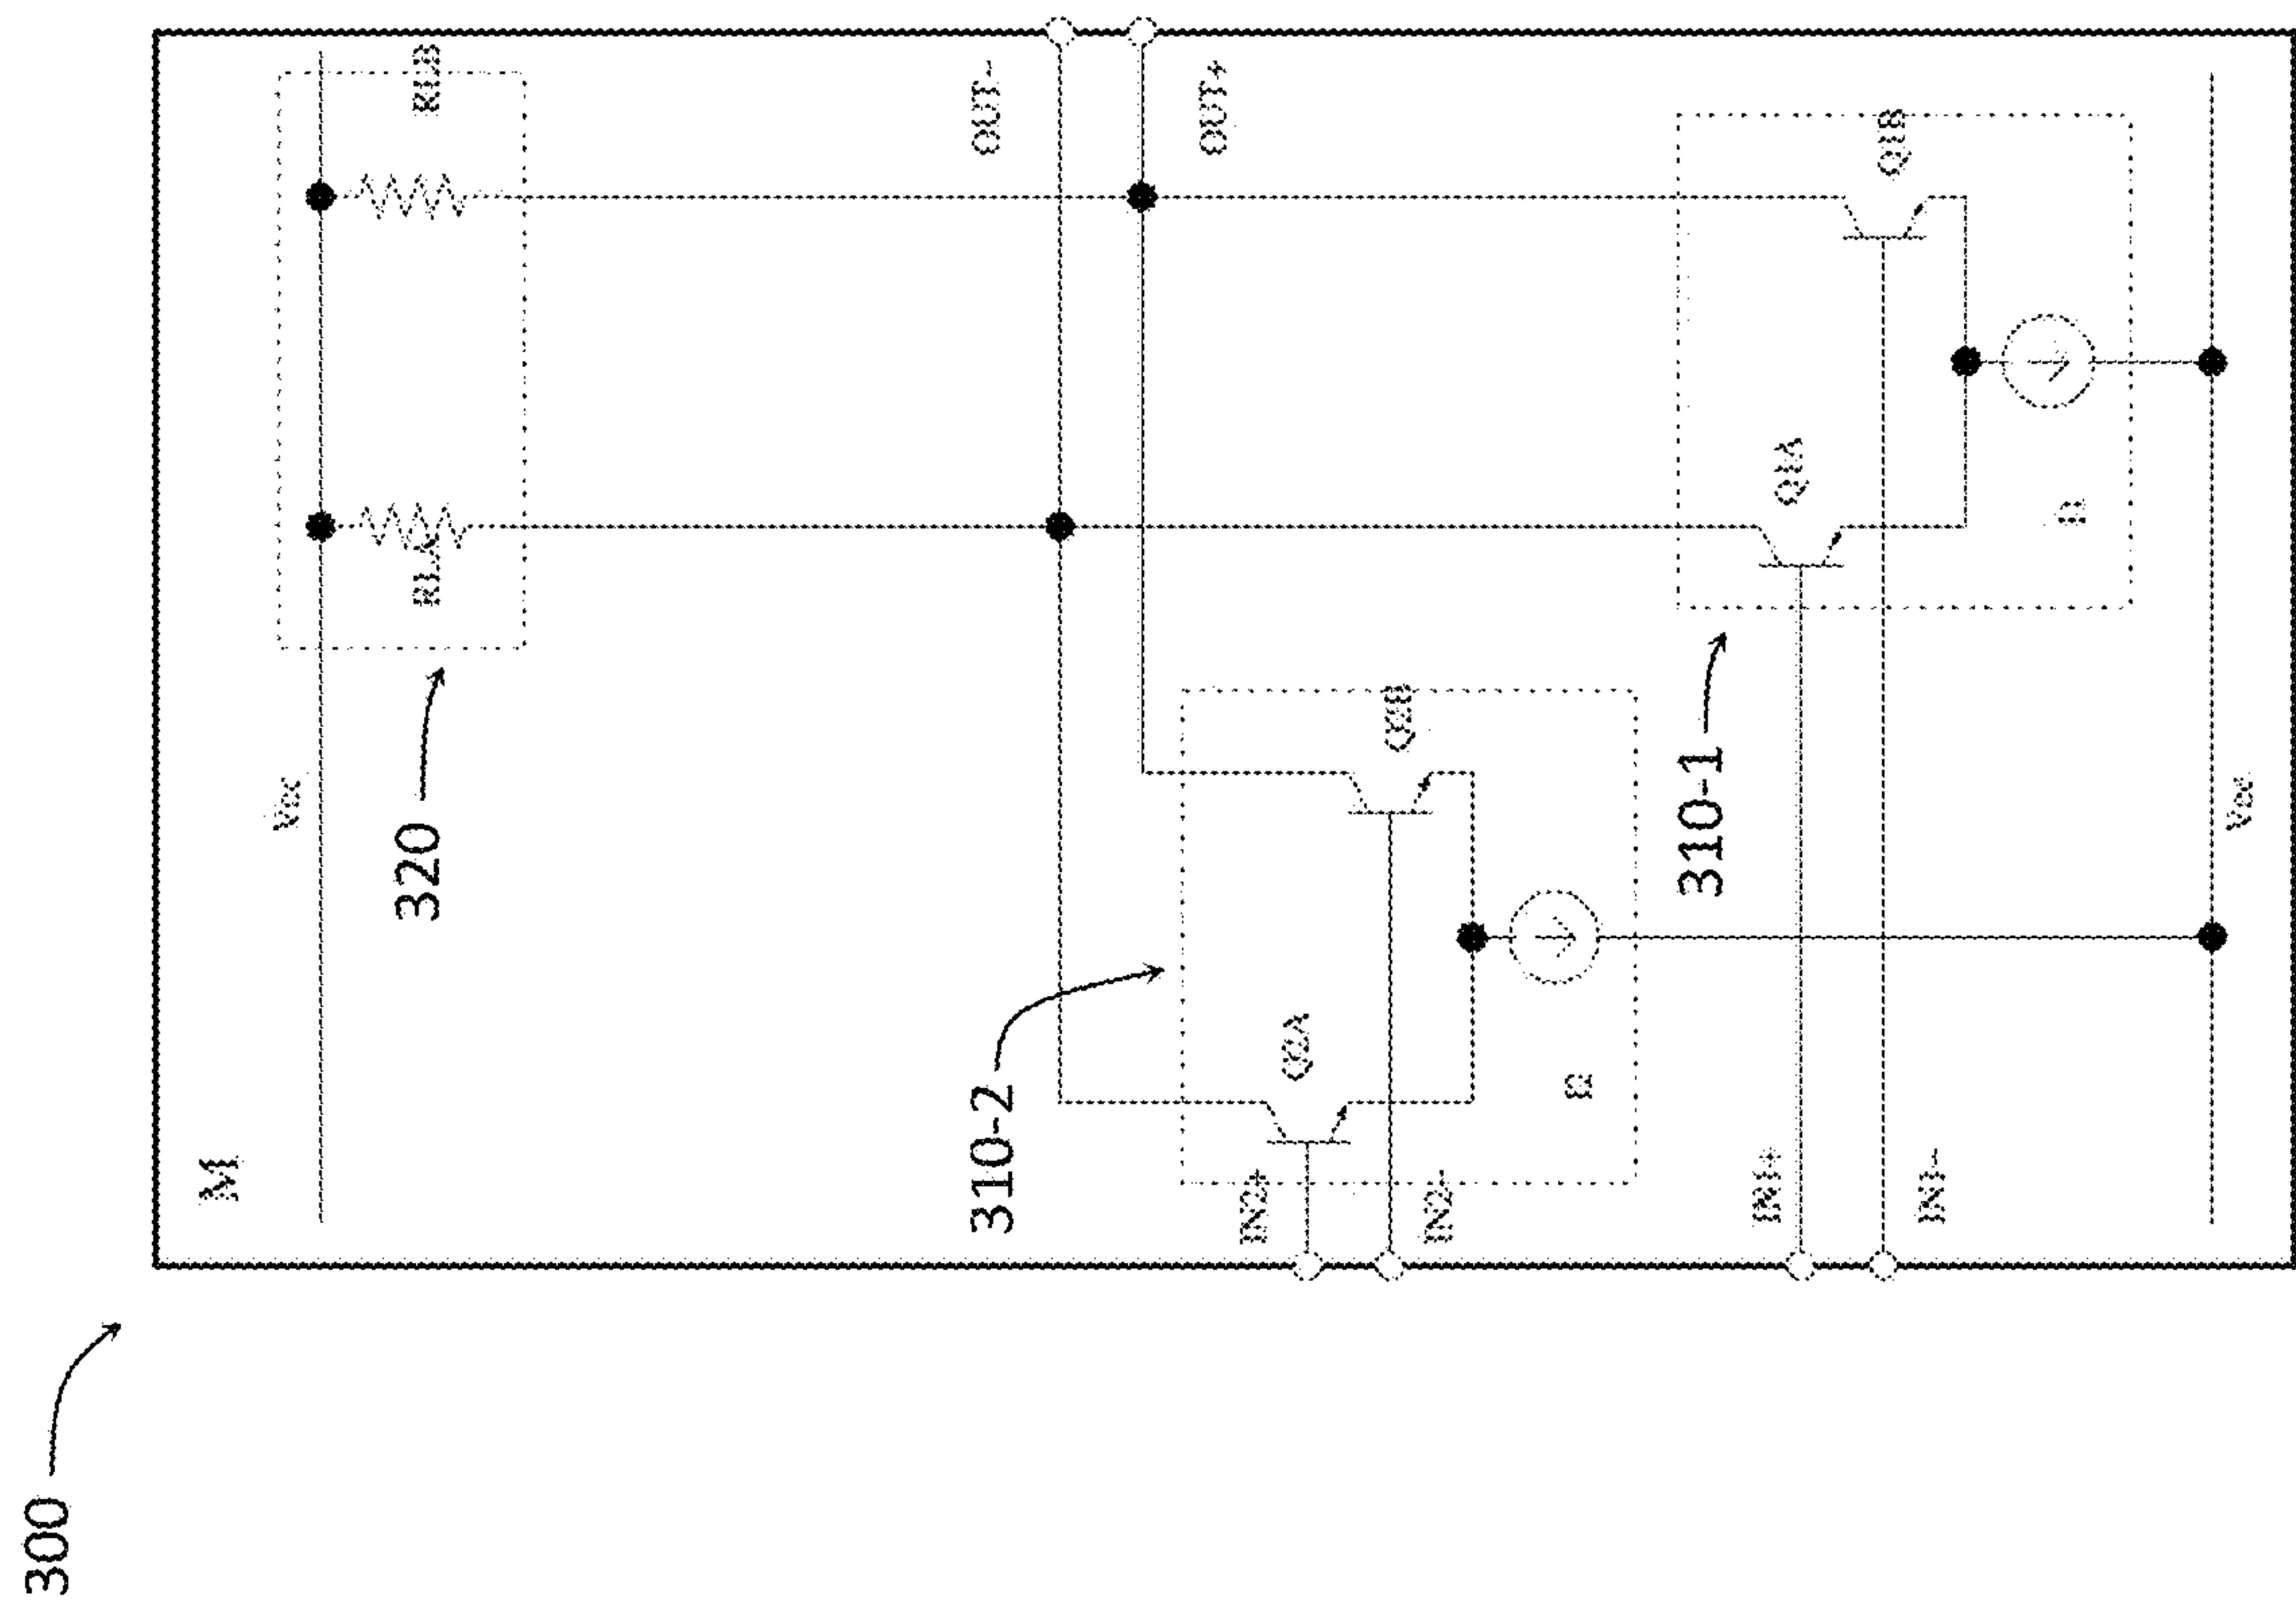 300
M
Vcc
RLA
RLB
320
OUT-
OUT+
310-2
Q2A
Q2B
IN2+
IN2-
I2
310-1
Q1A
Q1B
I1
IN1+
IN1-
Vee